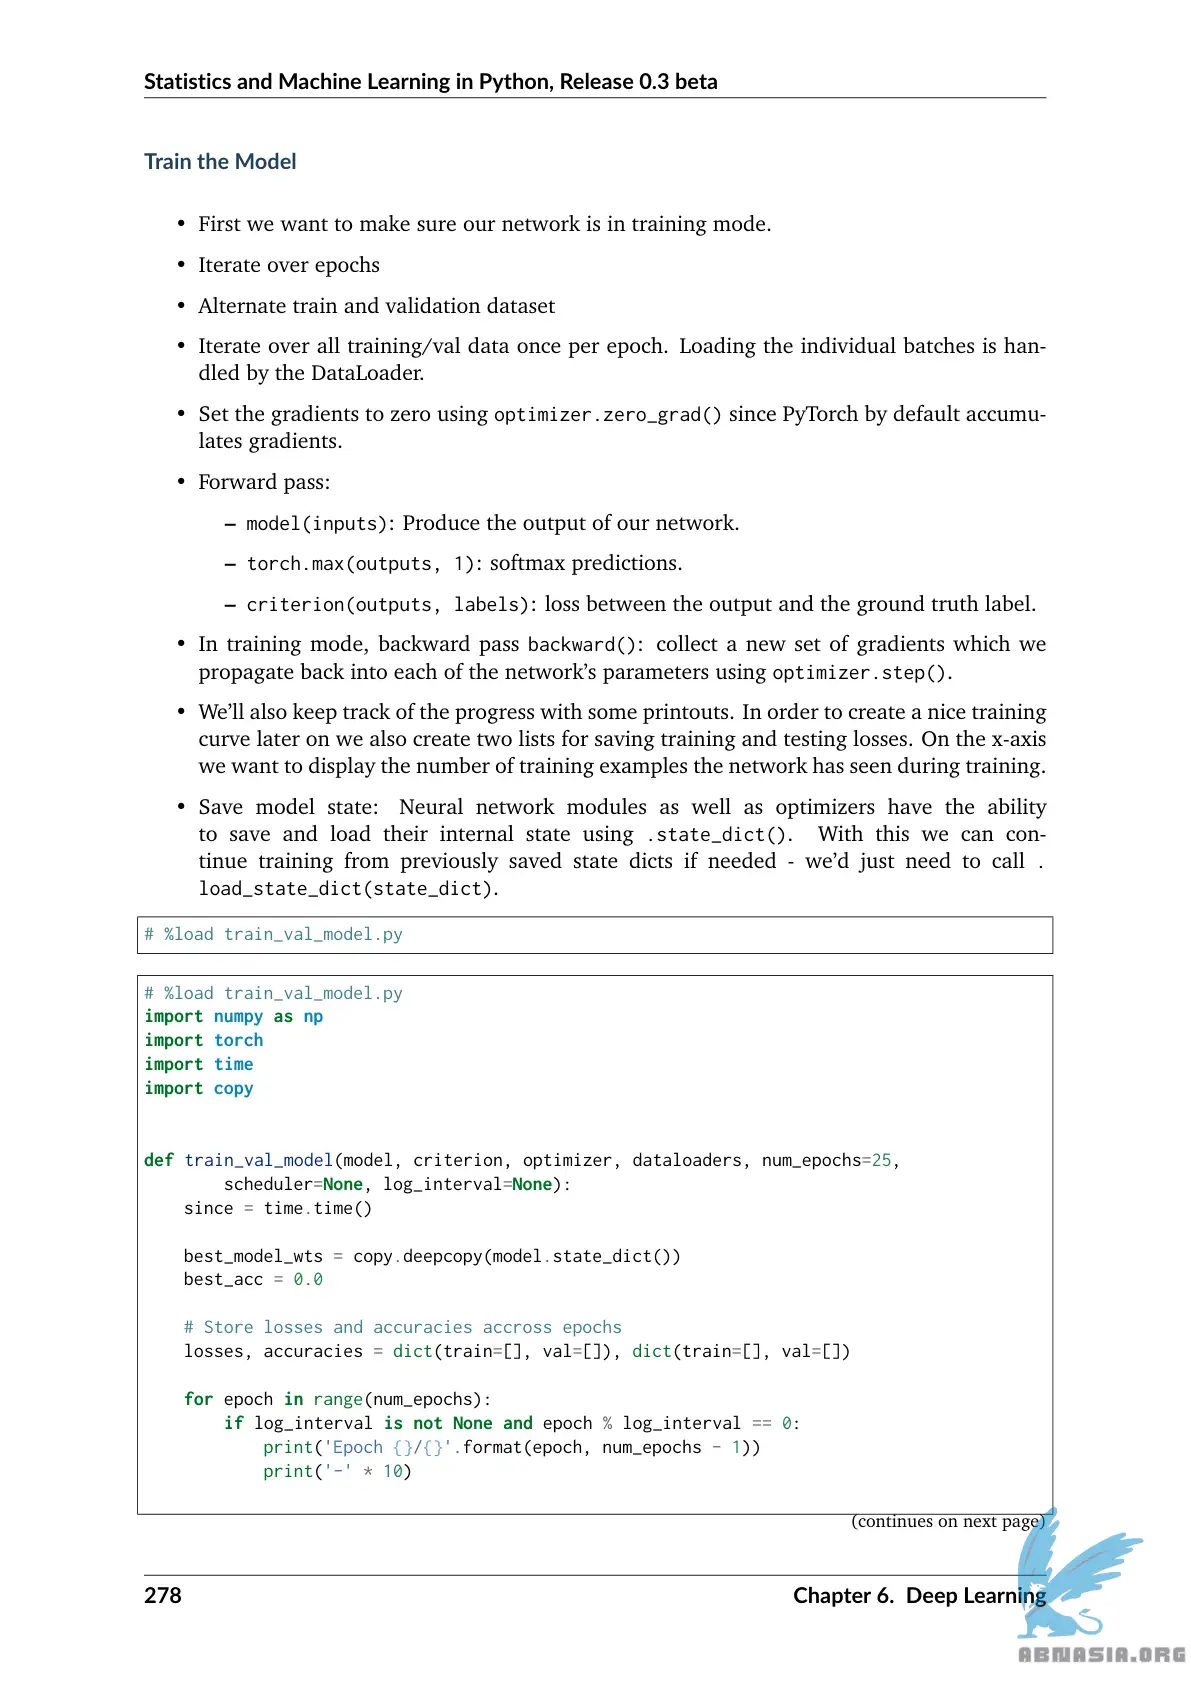 Statistics and Machine Learning in Python, Release 0.3 beta
Train the Model
• First we want to make sure our network is in training mode.
• Iterate over epochs
• Alternate train and validation dataset
• Iterate over all training/val data once per epoch. Loading the individual batches is han-
dled by the DataLoader.
• Set the gradients to zero using optimizer.zero_grad() since PyTorch by default accumu-
lates gradients.
• Forward pass:
– model(inputs): Produce the output of our network.
– torch.max(outputs, 1): softmax predictions.
– criterion(outputs, labels): loss between the output and the ground truth label.
• In training mode, backward pass backward(): collect a new set of gradients which we
propagate back into each of the network's parameters using optimizer.step().
• We'll also keep track of the progress with some printouts. In order to create a nice training
curve later on we also create two lists for saving training and testing losses. On the x-axis
we want to display the number of training examples the network has seen during training.
• Save model state: Neural network modules as well as optimizers have the ability
to save and load their internal state using .state_dict(). With this we can con-
tinue training from previously saved state dicts if needed - we'd just need to call .
load_state_dict(state_dict).
# %load train_val_model.py
# %load train_val_model.py
import numpy as np
import torch
import time
import copy
def train_val_model(model, criterion, optimizer, dataloaders, num_epochs=25,
        scheduler=None, log_interval=None):
    since = time.time()
    best_model_wts = copy.deepcopy(model.state_dict())
    best_acc = 0.0
    # Store losses and accuracies accross epochs
    losses, accuracies = dict(train=[], val=[]), dict(train=[], val=[])
    for epoch in range(num_epochs):
        if log_interval is not None and epoch % log_interval == 0:
            print('Epoch {}/{}'.format(epoch, num_epochs - 1))
            print('-' * 10)
(continues on next page)
278 Chapter 6. Deep Learning
ABNASIA.ORG